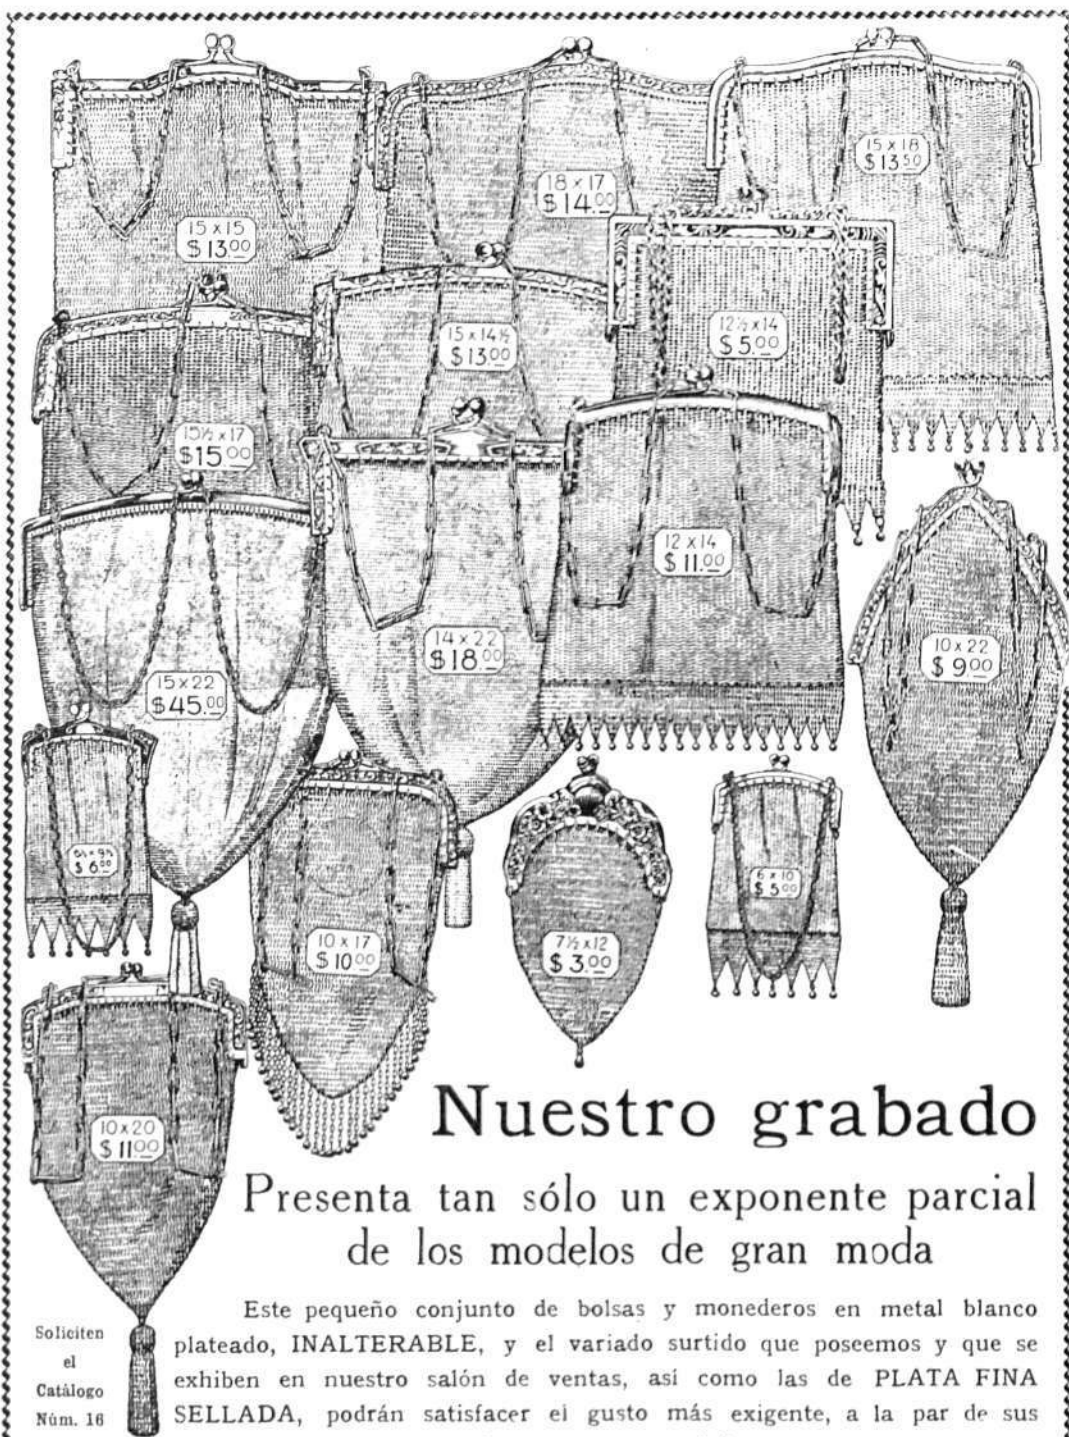 15 x 15
$ 13.00
18 x 17
$ 14.00
15 x 18
$ 13.50
15 x 14½
$ 13.00
12½ x 14
$ 5.00
15½ x 17
$ 15.00
12 x 14
$ 11.00
14 x 22
$ 18.00
10 x 22
$ 9.00
15 x 22
$ 45.00
$ 6.00
10 x 17
$ 10.00
7½ x 12
$ 3.00
6 x 10
$ 5.00
10 x 20
$ 11.00
Nuestro grabado
Presenta tan sólo un exponente parcial
de los modelos de gran moda
Este pequeño conjunto de bolsas y monederos en metal blanco
plateado, INALTERABLE, y el variado surtido que poseemos y que se
exhiben en nuestro salón de ventas, así como las de PLATA FINA
SELLADA, podrán satisfacer el gusto más exigente, a la par de sus
Soliciten
el
Catálogo
Núm. 16